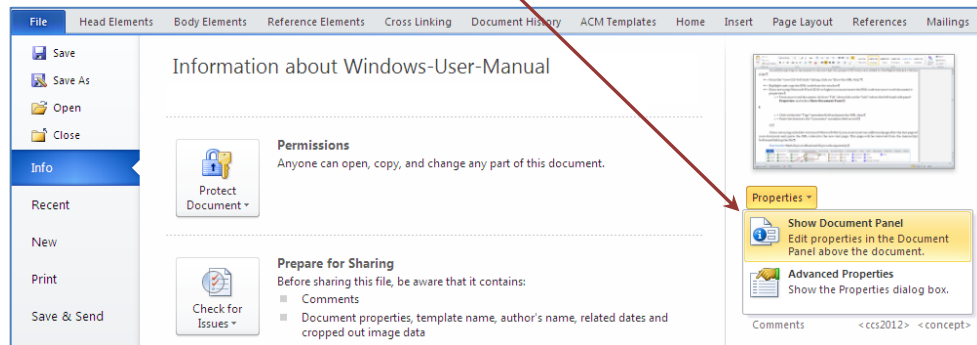 File Head Elements Body Elements Reference Elements Cross Linking Document History ACM Templates Home Insert Page Layout References Mailings
Save
Save As
Open
Close
Info
Recent
New
Print
Save & Send
Information about Windows-User-Manual
Protect
Document
Permissions
Anyone can open, copy, and change any part of this document.
Check for
Issues
Prepare for Sharing
Before sharing this file, be aware that it contains:
Comments
Document properties, template name, author's name, related dates and
cropped out image data
Properties
Show Document Panel
Edit properties in the Document
Panel above the document.
Advanced Properties
Show the Properties dialog box.
Comments <ccs2012> <concept>